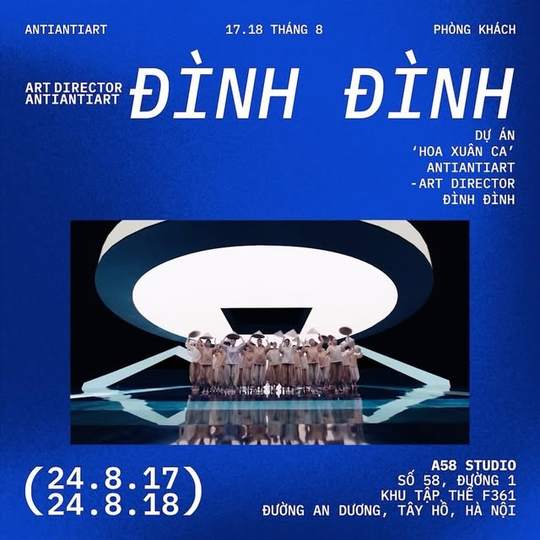 ANTIANTIART
17.18 THÁNG 8
PHÒNG KHÁCH
ART DIRECTOR
ANTIANTIART
ĐÌNH ĐÌNH
DỰ ÁN
‘HOA XUÂN CA’
ANTIANTIART
-ART DIRECTOR
ĐÌNH ĐÌNH
(24.8.17
24.8.18)
A58 STUDIO
SỐ 58, ĐƯỜNG 1
KHU TẬP THỂ F361
ĐƯỜNG AN DƯƠNG, TÂY HỒ, HÀ NỘI